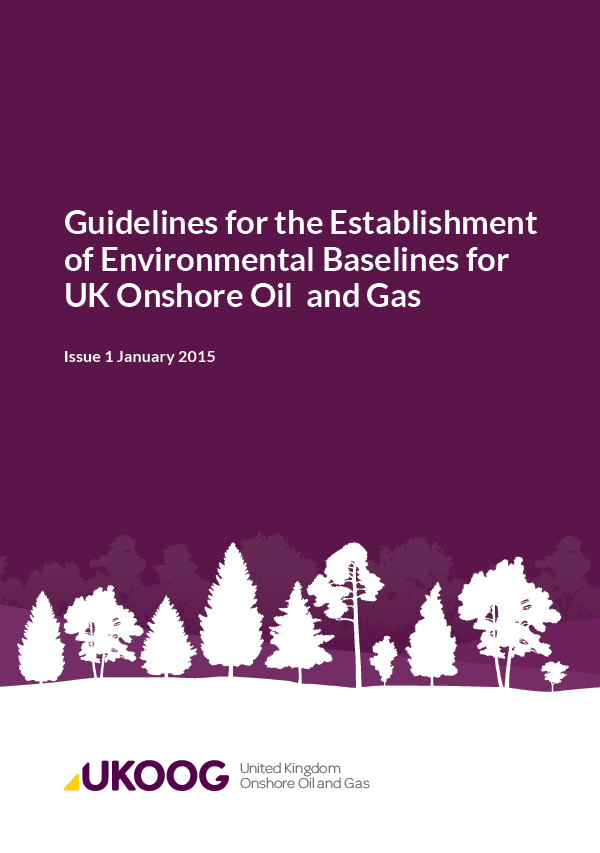 Guidelines for the Establishment
of Environmental Baselines for
UK Onshore Oil  and Gas
Issue 1 January 2015
UKOOG
United Kingdom
Onshore Oil and Gas